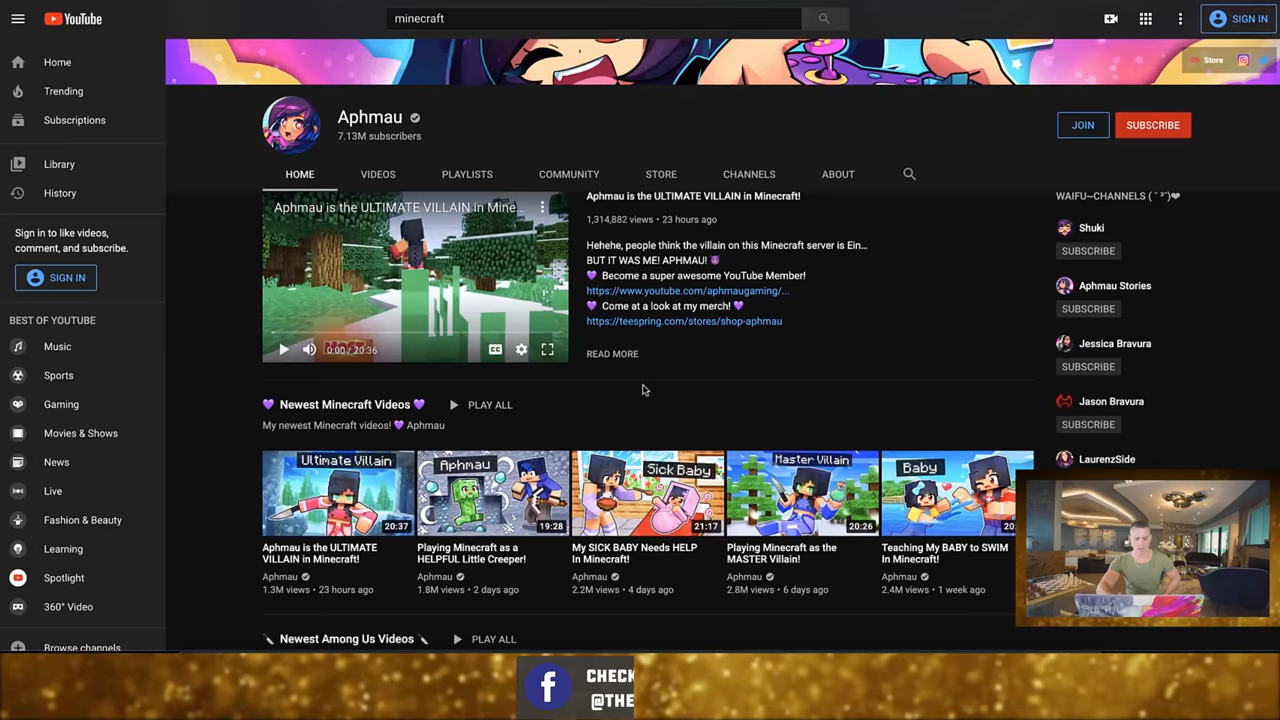 YouTube
minecraft
SIGN IN
Home
Trending
Subscriptions
Library
History
Sign in to like videos,
comment, and subscribe.
SIGN IN
BEST OF YOUTUBE
Music
Sports
Gaming
Movies & Shows
News
Live
Fashion & Beauty
Learning
Spotlight
360° Video
Browse channels
Store
Aphmau
7.13M subscribers
JOIN
SUBSCRIBE
HOME
VIDEOS
PLAYLISTS
COMMUNITY
STORE
CHANNELS
ABOUT
Aphmau is the ULTIMATE VILLAIN in Mine...
0:00 / 20:36
Aphmau is the ULTIMATE VILLAIN in Minecraft!
1,314,882 views • 23 hours ago
Hehehe, people think the villain on this Minecraft server is Ein...
BUT IT WAS ME! APHMAU! 😈
💜 Become a super awesome YouTube Member!
https://www.youtube.com/aphmaugaming/...
💜 Come at a look at my merch! 💜
https://teespring.com/stores/shop-aphmau
READ MORE
WAIFU~CHANNELS ( ˘ ³˘)❤
Shuki
SUBSCRIBE
Aphmau Stories
SUBSCRIBE
Jessica Bravura
SUBSCRIBE
Jason Bravura
SUBSCRIBE
LaurenzSide
💜 Newest Minecraft Videos 💜
PLAY ALL
My newest Minecraft videos! 💜 Aphmau
Ultimate Villain
20:37
Aphmau is the ULTIMATE
VILLAIN in Minecraft!
Aphmau
1.3M views • 23 hours ago
Aphmau
19:28
Playing Minecraft as a
HELPFUL Little Creeper!
Aphmau
1.8M views • 2 days ago
Sick Baby
21:17
My SICK BABY Needs HELP
In Minecraft!
Aphmau
2.2M views • 4 days ago
Master Villain
20:26
Playing Minecraft as the
MASTER Villain!
Aphmau
2.8M views • 6 days ago
Baby
Teaching My BABY to SWIM
In Minecraft!
Aphmau
2.4M views • 1 week ago
🔪 Newest Among Us Videos 🔪
PLAY ALL
f
CHECK
@THE